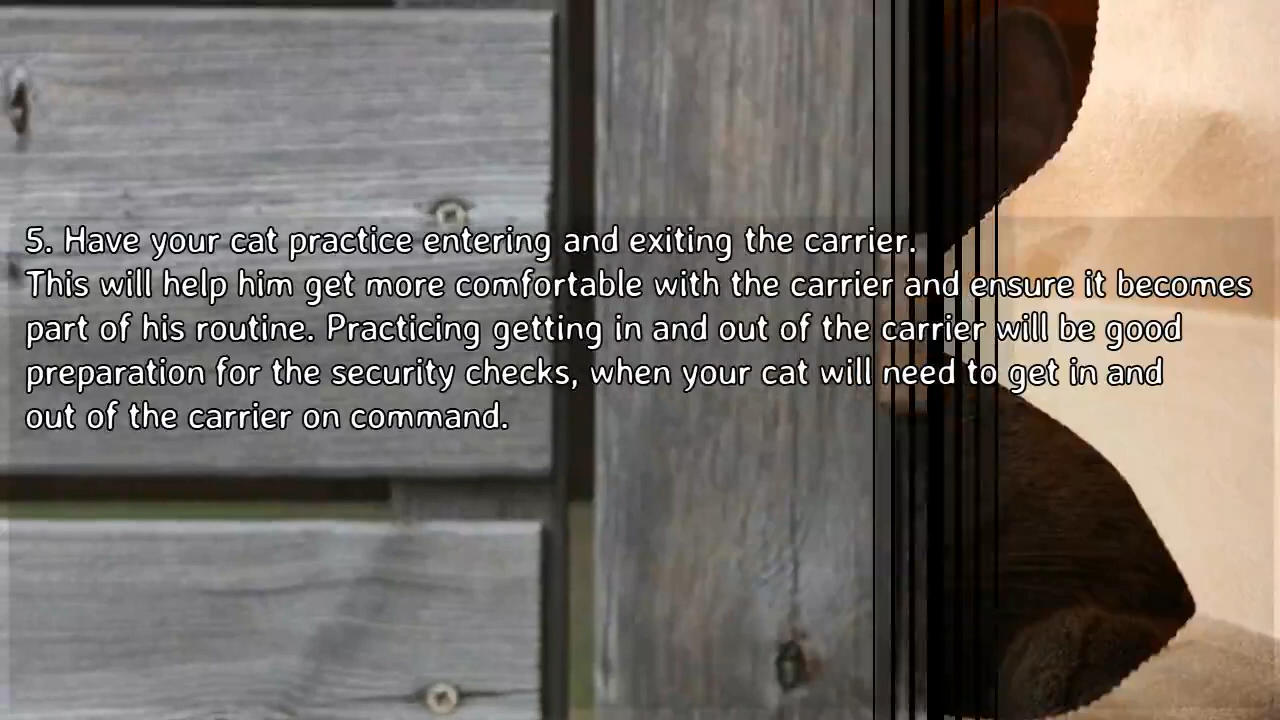 5. Have your cat practice entering and exiting the carrier.
This will help him get more comfortable with the carrier and ensure it becomes
part of his routine. Practicing getting in and out of the carrier will be good
preparation for the security checks, when your cat will need to get in and
out of the carrier on command.